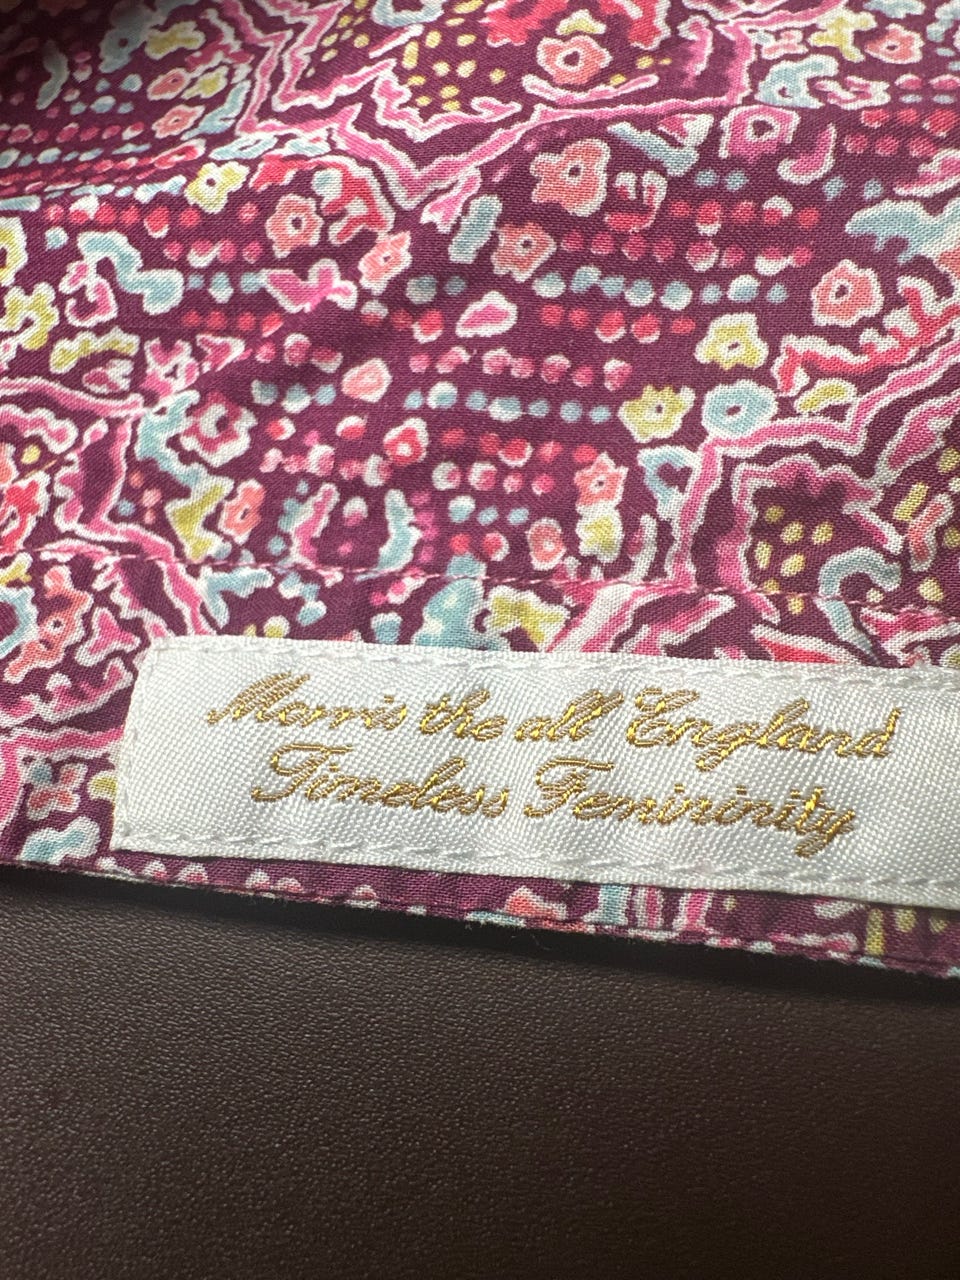 Morris the all England
Timeless Femininity